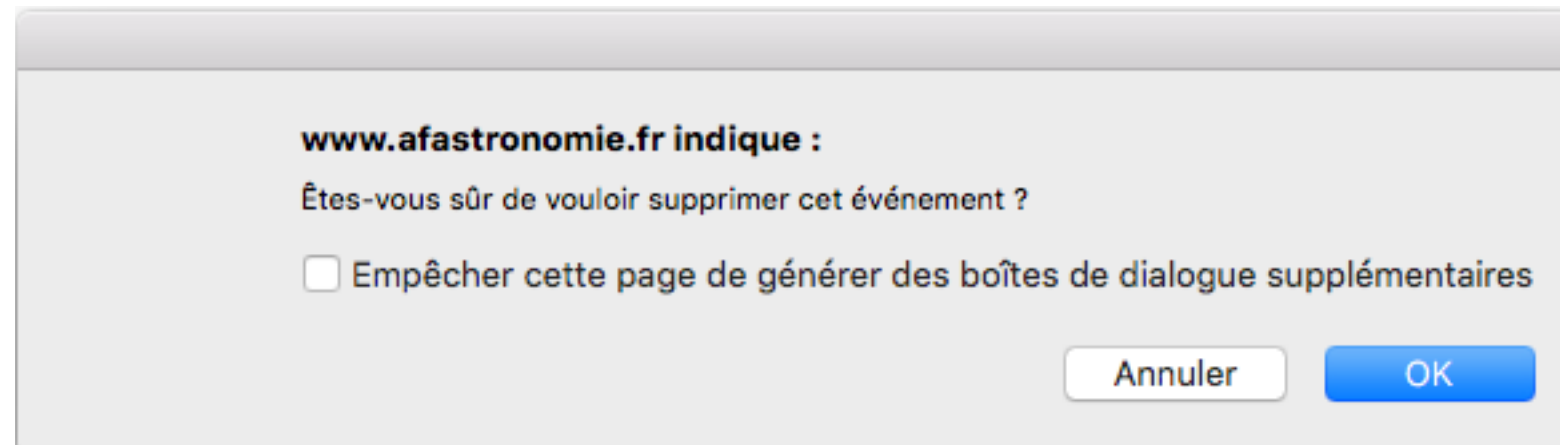 www.afastronomie.fr indique :
Êtes-vous sûr de vouloir supprimer cet événement ?
Empêcher cette page de générer des boîtes de dialogue supplémentaires
Annuler OK